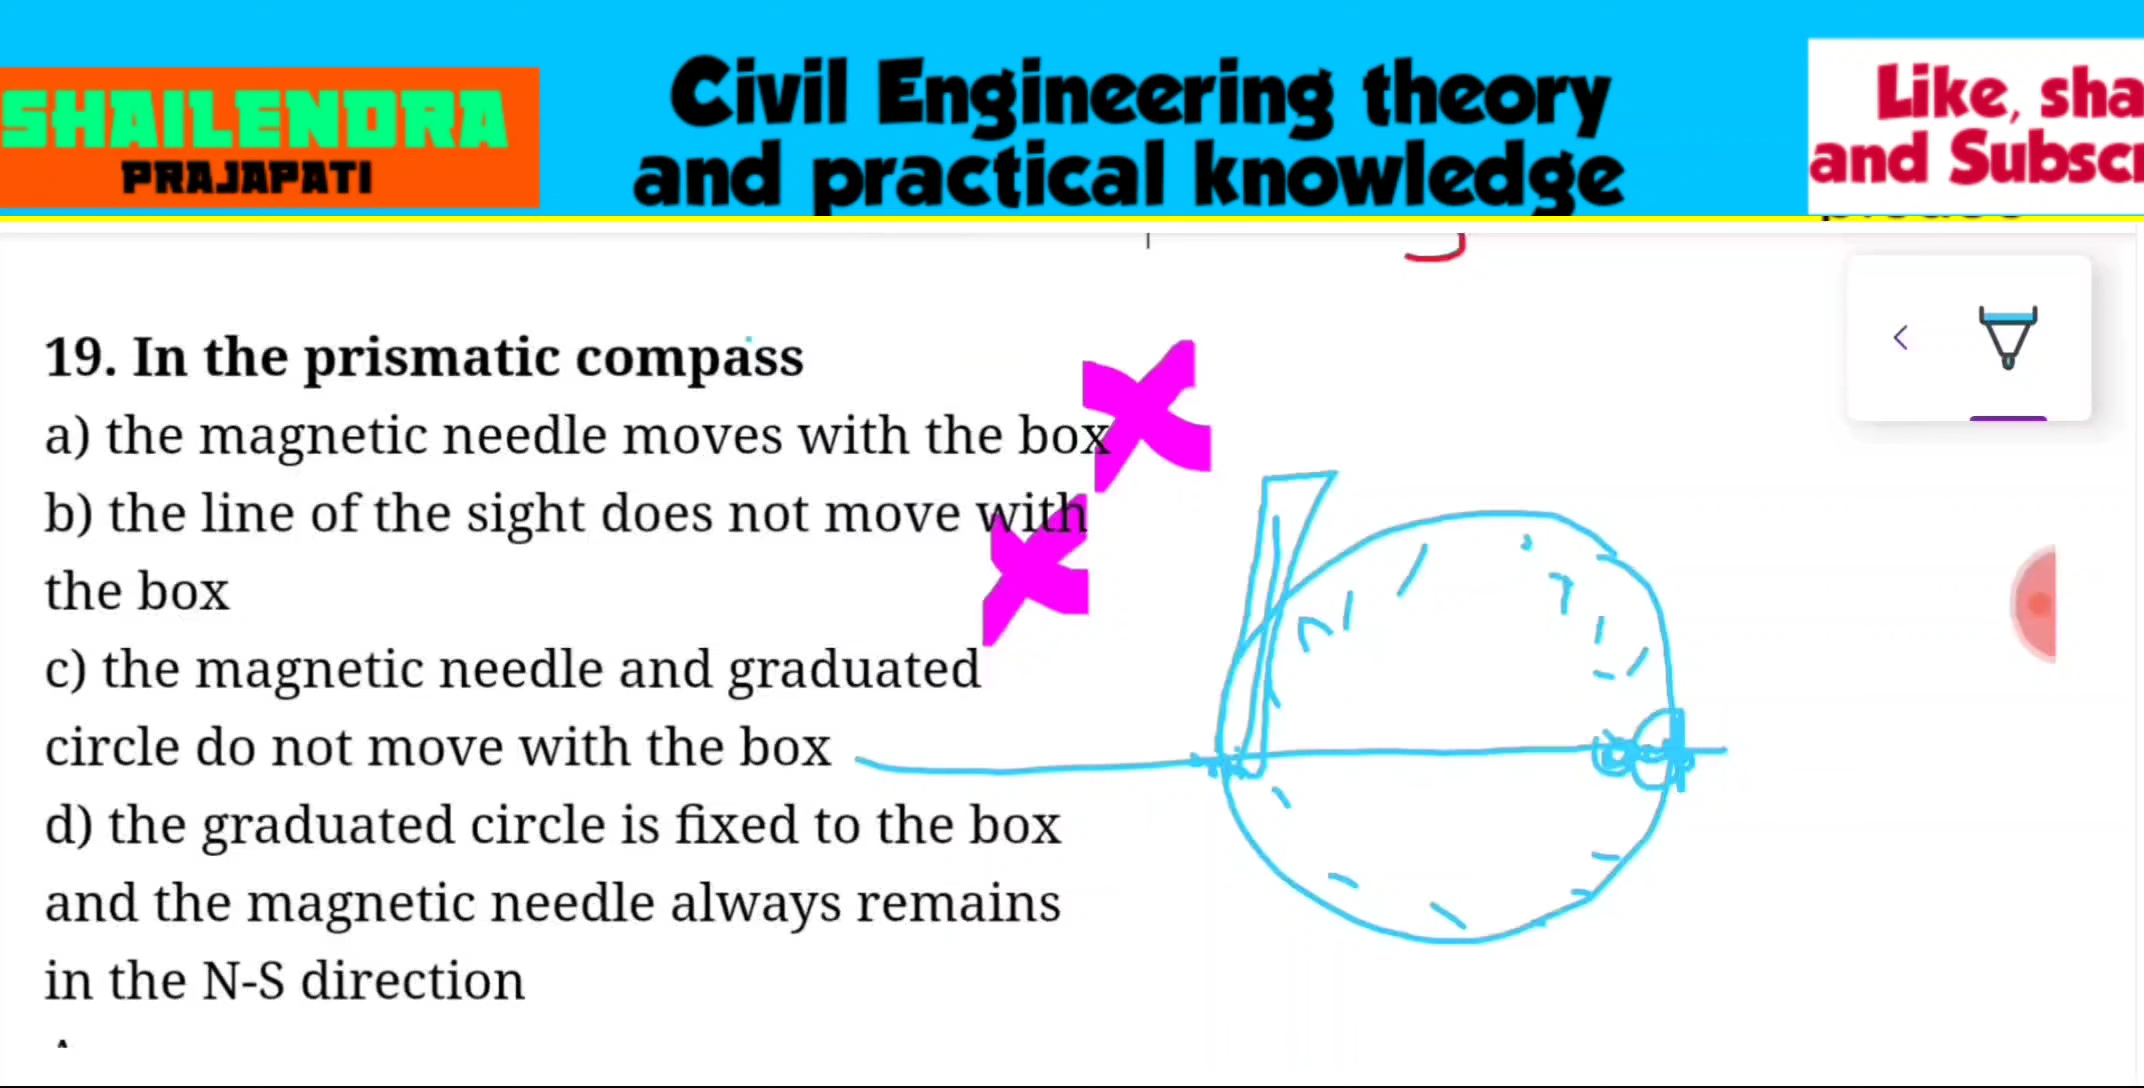 SHAILENDRA
PRAJAPATI
Civil Engineering theory
and practical knowledge
Like, sha
and Subscr
19. In the prismatic compass
a) the magnetic needle moves with the box
b) the line of the sight does not move with
the box
c) the magnetic needle and graduated
circle do not move with the box
d) the graduated circle is fixed to the box
and the magnetic needle always remains
in the N-S direction